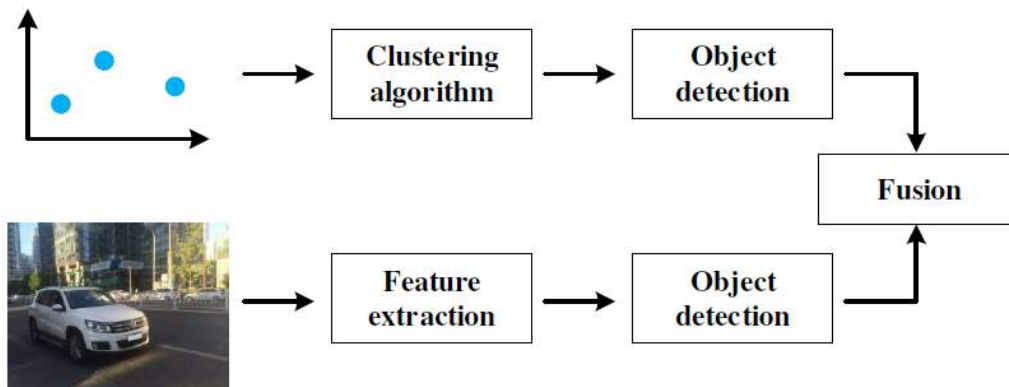 Clustering
algorithm
Object
detection
Fusion
Feature
extraction
Object
detection